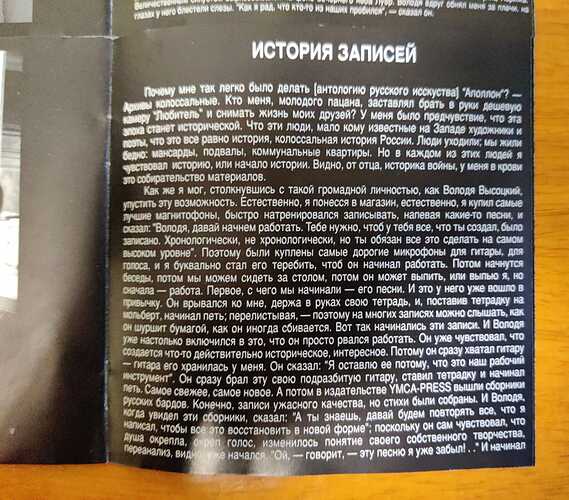 глазах у него блестели слезы. "Как я рад, что кто-то из наших пробился", — сказал он.
ИСТОРИЯ ЗАПИСЕЙ
Почему мне так легко было делать [антологию русского исскуства] "Аполлон"? —
Архивы колоссальные. Кто меня, молодого пацана, заставлял брать в руки дешевую
камеру "Любитель" и снимать жизнь моих друзей? У меня было предчувствие, что эта
эпоха станет исторической. Что эти люди, мало кому известные на Западе художники и
поэты, что это все равно история, колоссальная история России. Люди уходили; мы жили
бедно: мансарды, подвалы, коммунальные квартиры. Но в каждом из этих людей я
чувствовал историю, или начало истории. Видно, от отца, историка войны, у меня в крови
это собирательство материалов.
Как же я мог, столкнувшись с такой громадной личностью, как Володя Высоцкий,
упустить эту возможность. Естественно, я понесся в магазин, естественно, я купил самые
лучшие магнитофоны, быстро натренировался записывать, напевая какие-то песни, и
сказал: "Володя, давай начнем работать. Тебе нужно, чтоб у тебя все, что ты создал, было
записано. Хронологически, не хронологически, но ты обязан все это сделать на самом
высоком уровне". Поэтому были куплены самые дорогие микрофоны для гитары, для
голоса, и я буквально стал его теребить, чтоб он начинал работать. Потом начнутся
беседы, потом мы можем сидеть за столом, потом он может выпить, или выпью я, но
сначала — работа. Первое, с чего мы начинали — его песни. И это у него уже вошло в
привычку. Он врывался ко мне, держа в руках свою тетрадь, и, поставив тетрадку на
мольберт, начинал петь; перелистывая, — поэтому на многих записях можно слышать, как
он шуршит бумагой, как он иногда сбивается. Вот так начинались эти записи. И Володя
уже настолько включился в это, что он просто рвался работать. Он уже чувствовал, что
создается что-то действительно историческое, интересное. Потому он сразу хватал гитару
— гитара его хранилась у меня. Он сказал: "Я оставлю ее потому, что это наш рабочий
инструмент". Он сразу брал эту свою подразбитую гитару, ставил тетрадку и начинал
петь. Самое свежее, самое новое. А потом в издательстве YMCA-PRESS вышли сборники
русских бардов. Конечно, записи ужасного качества, но стихи были собраны. И Володя,
когда увидел эти сборники, сказал: "А ты знаешь, давай будем повторять все, что я
написал, чтобы все это восстановить в новой форме"; поскольку он сам чувствовал, что
душа окрепла, окреп голос, изменилось понятие своего собственного творчества,
переанализ, видно, уже начался. "Ой, — говорит, — эту песню я уже забыл!. ." И начинал